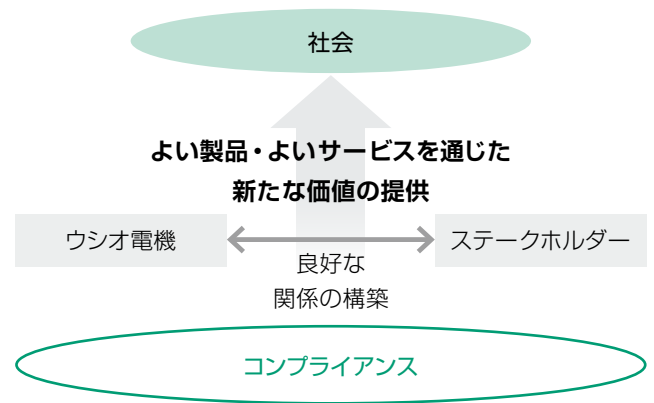 社会
よい製品・よいサービスを通じた
新たな価値の提供
ウシオ電機
ステークホルダー
良好な
関係の構築
コンプライアンス